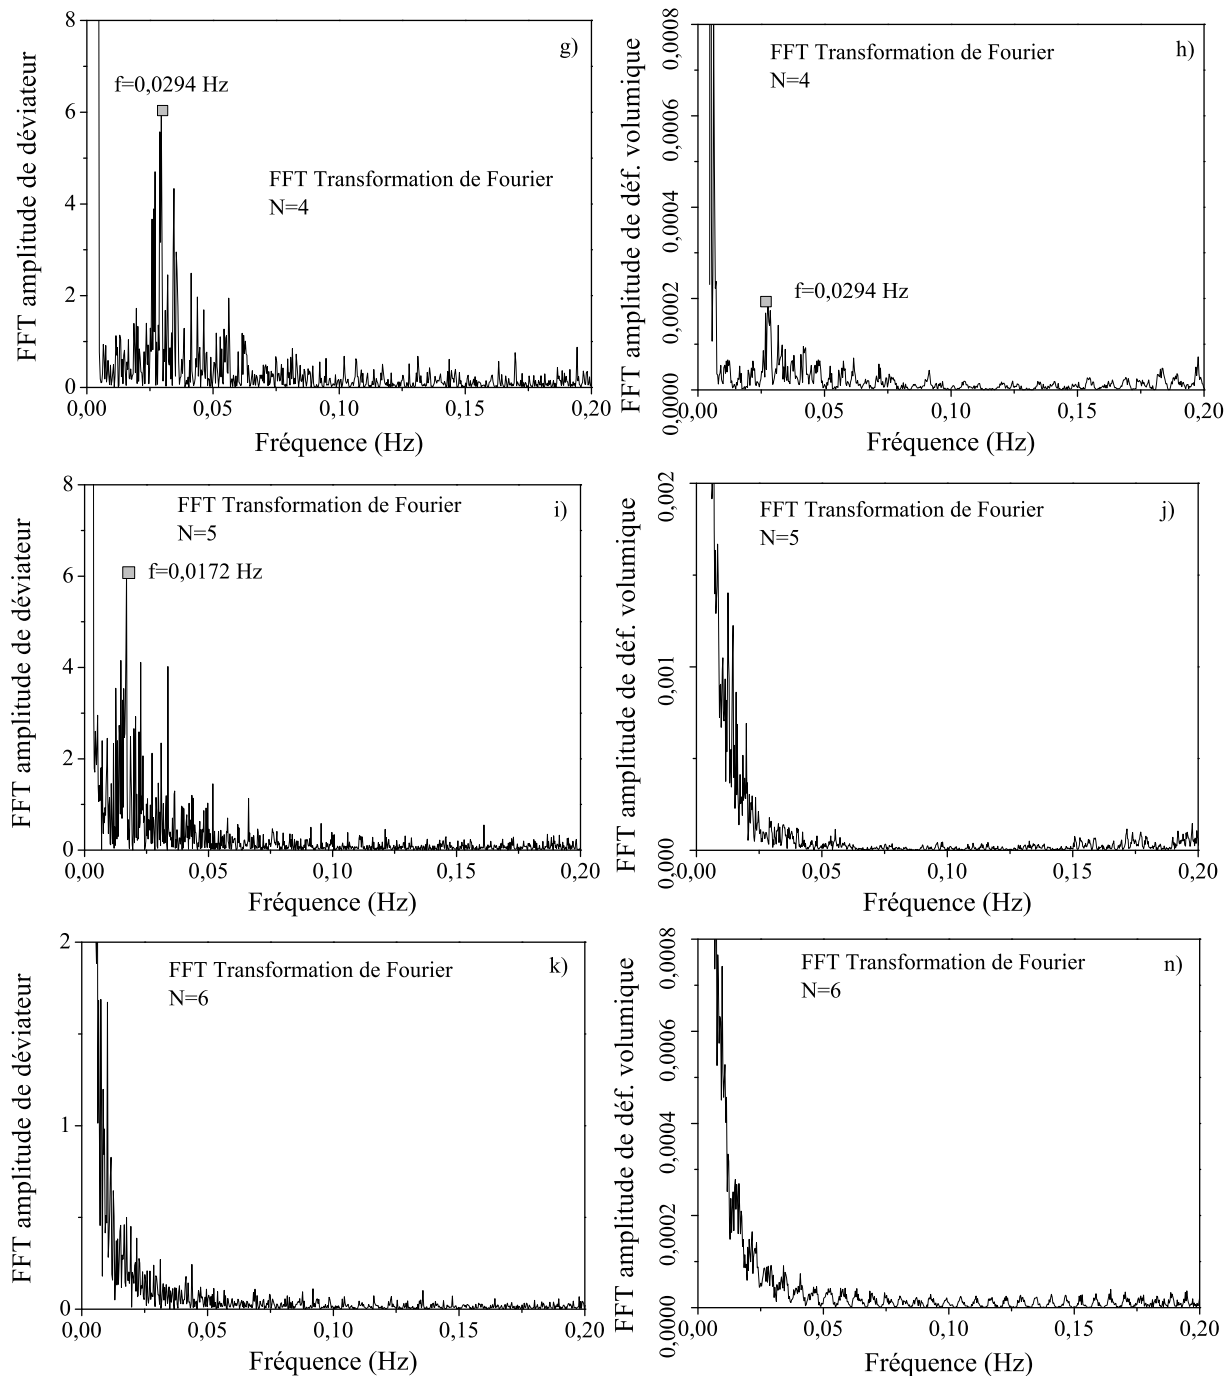 g)
8
6
4
2
0
f=0,0294 Hz
FFT Transformation de Fourier
N=4
FFT amplitude de déviateur
0,00
0,05
0,10
0,15
0,20
Fréquence (Hz)
h)
FFT Transformation de Fourier
N=4
0,0008
0,0006
0,0004
0,0002
0,000
f=0,0294 Hz
FFT amplitude de déf. volumique
0,00
0,05
0,10
0,15
0,20
Fréquence (Hz)
i)
FFT Transformation de Fourier
N=5
8
6
4
2
0
f=0,0172 Hz
FFT amplitude de déviateur
0,00
0,05
0,10
0,15
0,20
Fréquence (Hz)
j)
FFT Transformation de Fourier
N=5
0,002
0,001
0,000
FFT amplitude de déf. volumique
0,00
0,05
0,10
0,15
0,20
Fréquence (Hz)
k)
FFT Transformation de Fourier
N=6
2
1
0
FFT amplitude de déviateur
0,00
0,05
0,10
0,15
0,20
Fréquence (Hz)
n)
FFT Transformation de Fourier
N=6
0,0008
0,0006
0,0004
0,0002
0,0000
FFT amplitude de déf. volumique
0,00
0,05
0,10
0,15
0,20
Fréquence (Hz)